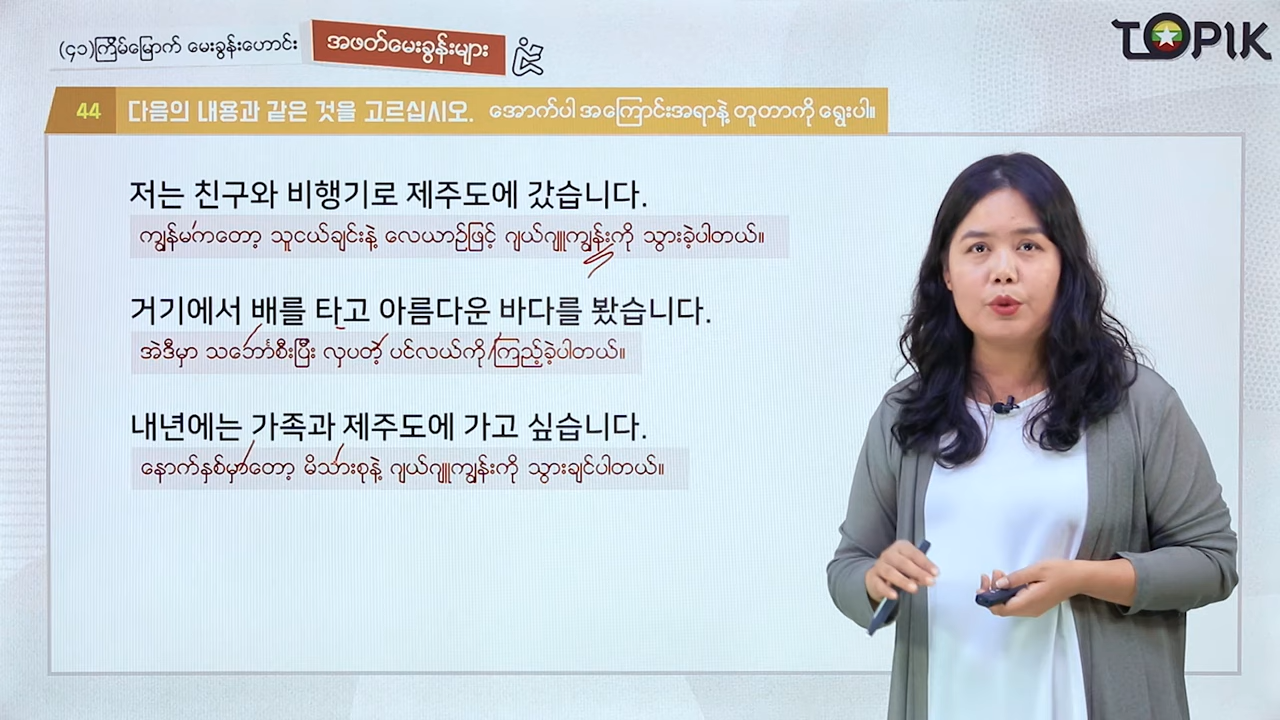 (၄၁)ကြိမ်မြောက် မေးခွန်းဟောင်း အဖတ်မေးခွန်းများ
TOPIK
44 다음의 내용과 같은 것을 고르십시오. အောက်ပါ အကြောင်းအရာနဲ့ တူတာကို ရွေးပါ။
저는 친구와 비행기로 제주도에 갔습니다.
ကျွန်မကတော့ သူငယ်ချင်းနဲ့ လေယာဉ်ဖြင့် ဂျယ်ဂျူကျွန်းကို သွားခဲ့ပါတယ်။
거기에서 배를 타고 아름다운 바다를 봤습니다.
အဲဒီမှာ သင်္ဘောစီးပြီး လှပတဲ့ ပင်လယ်ကို ကြည့်ခဲ့ပါတယ်။
내년에는 가족과 제주도에 가고 싶습니다.
နောက်နှစ်မှာတော့ မိသားစုနဲ့ ဂျယ်ဂျူကျွန်းကို သွားချင်ပါတယ်။